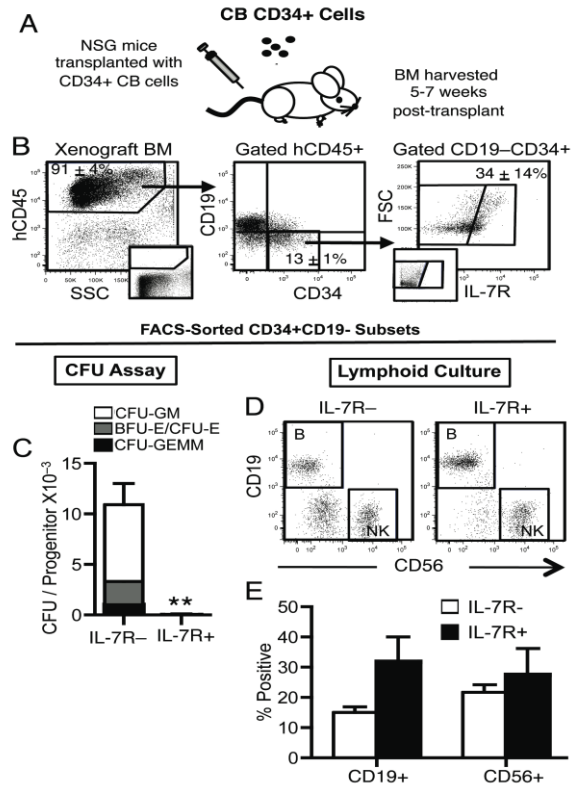 A
CB CD34+ Cells
NSG mice
transplanted with
CD34+ CB cells
BM harvested
5-7 weeks
post-transplant
B
Xenograft BM
Gated hCD45+
Gated CD19–CD34+
91 ± 4%
hCD45
SSC
CD19
13 ± 1%
CD34
FSC
34 ± 14%
IL-7R
FACS-Sorted CD34+CD19- Subsets
CFU Assay
Lymphoid Culture
CFU-GM
BFU-E/CFU-E
CFU-GEMM
C
CFU / Progenitor X10⁻³
15
10
5
0
**
IL-7R–
IL-7R+
D
IL-7R–
IL-7R+
B
B
CD19
NK
NK
CD56
E
IL-7R-
IL-7R+
% Positive
50
40
30
20
10
0
CD19+
CD56+